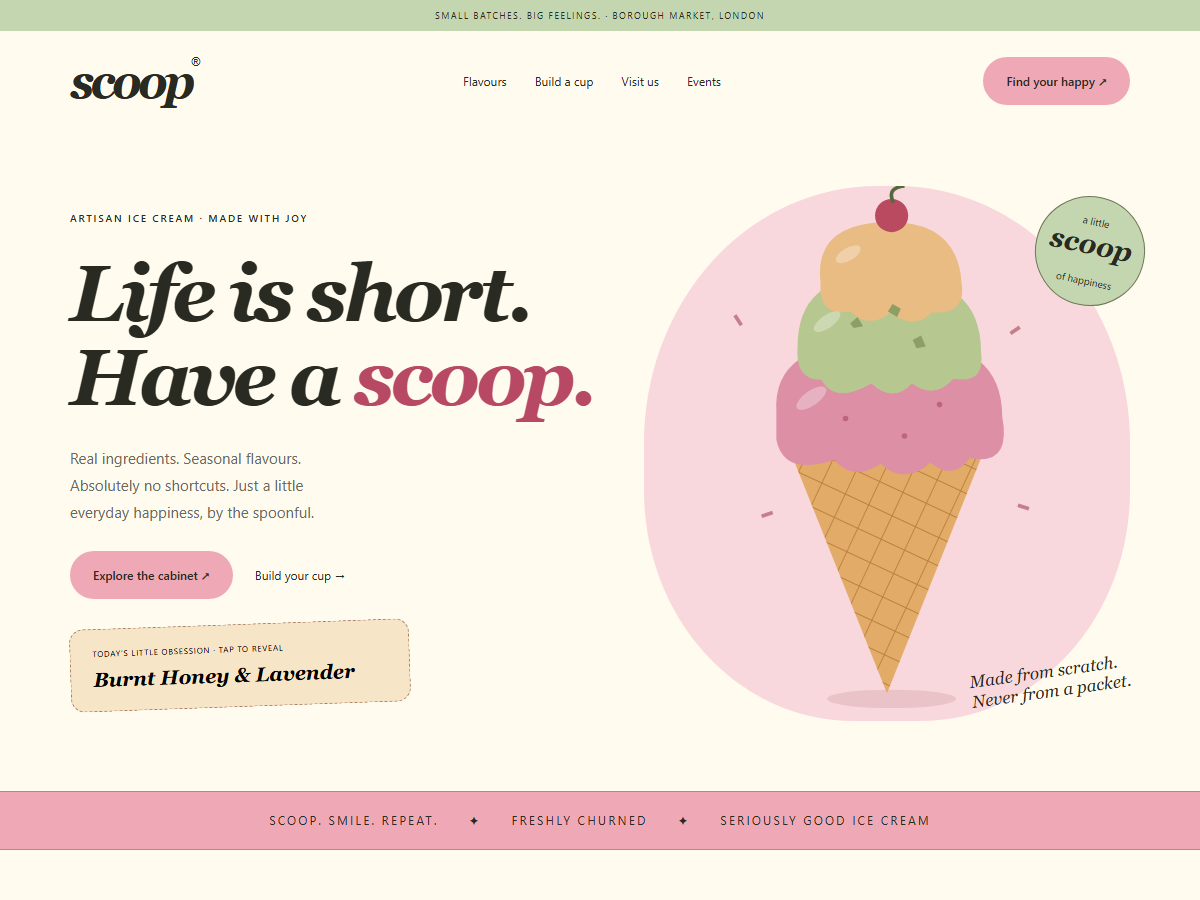 SMALL BATCHES. BIG FEELINGS. · BOROUGH MARKET, LONDON
scoop®
Flavours
Build a cup
Visit us
Events
Find your happy ↗
ARTISAN ICE CREAM · MADE WITH JOY
Life is short.
Have a scoop.
Real ingredients. Seasonal flavours.
Absolutely no shortcuts. Just a little
everyday happiness, by the spoonful.
Explore the cabinet ↗
Build your cup →
TODAY'S LITTLE OBSESSION · TAP TO REVEAL
Burnt Honey & Lavender
a little
scoop
of happiness
Made from scratch.
Never from a packet.
SCOOP. SMILE. REPEAT. ✦ FRESHLY CHURNED ✦ SERIOUSLY GOOD ICE CREAM